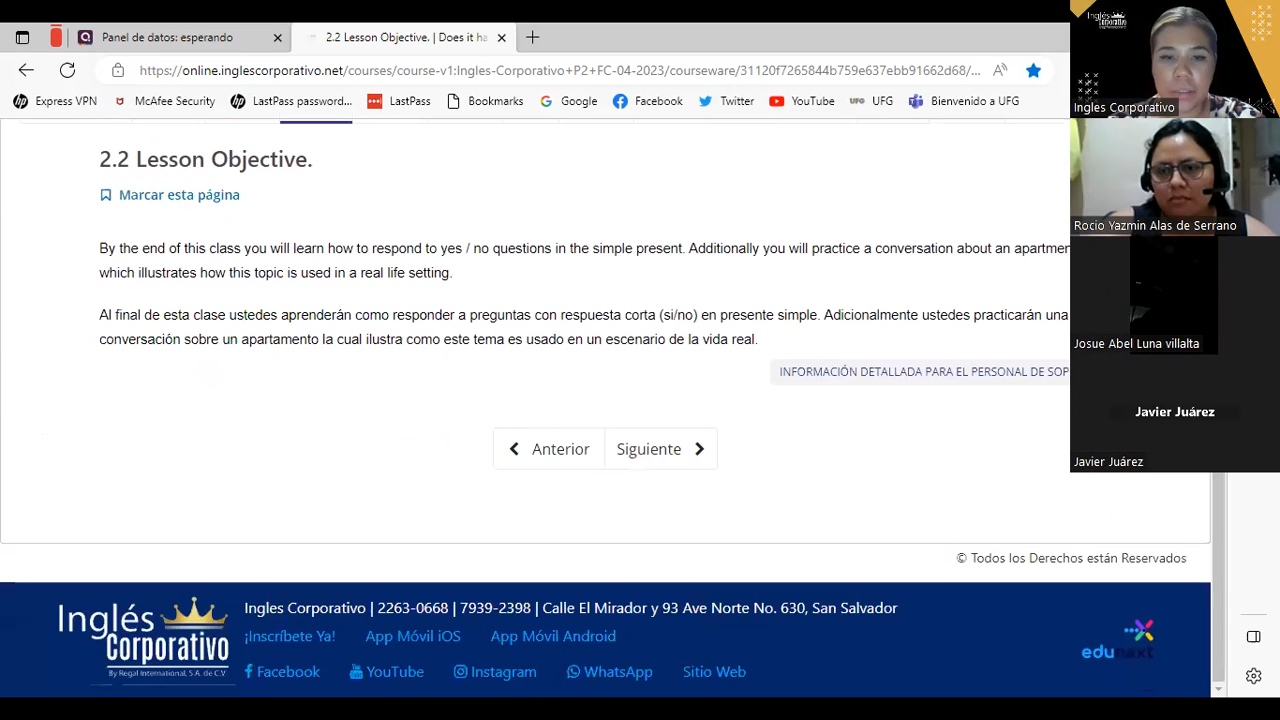 Panel de datos: esperando
2.2 Lesson Objective. | Does it ha
https://online.inglescorporativo.net/courses/course-v1:Ingles-Corporativo+P2+FC-04-2023/courseware/31120f7265844b759e637ebb91662d68/...
Express VPN McAfee Security LastPass password... LastPass Bookmarks Google Facebook Twitter YouTube UFG Bienvenido a UFG
2.2 Lesson Objective.
Marcar esta página
By the end of this class you will learn how to respond to yes / no questions in the simple present. Additionally you will practice a conversation about an apartmen
which illustrates how this topic is used in a real life setting.
Al final de esta clase ustedes aprenderán como responder a preguntas con respuesta corta (si/no) en presente simple. Adicionalmente ustedes practicarán una
conversación sobre un apartamento la cual ilustra como este tema es usado en un escenario de la vida real.
INFORMACIÓN DETALLADA PARA EL PERSONAL DE SOP
Anterior Siguiente
© Todos los Derechos están Reservados
Inglés
Corporativo
By Regal International, S.A. de C.V
Ingles Corporativo | 2263-0668 | 7939-2398 | Calle El Mirador y 93 Ave Norte No. 630, San Salvador
¡Inscríbete Ya! App Móvil iOS App Móvil Android
Facebook YouTube Instagram WhatsApp Sitio Web
edunext
Inglés
Corporativo
Ingles Corporativo
Rocio Yazmin Alas de Serrano
Josue Abel Luna villalta
Javier Juárez
Javier Juárez